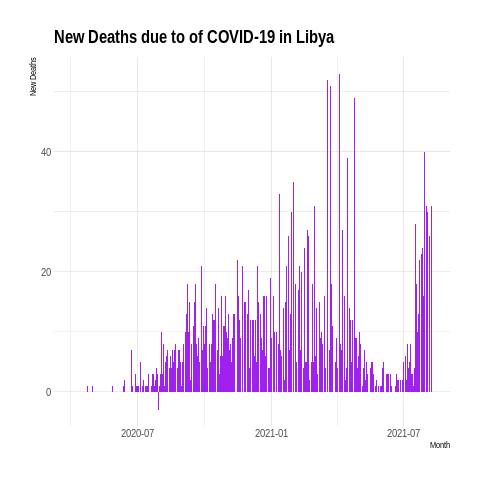 New Deaths due to of COVID-19 in Libya
New Deaths
40
20
0
2020-07
2021-01
2021-07
Month